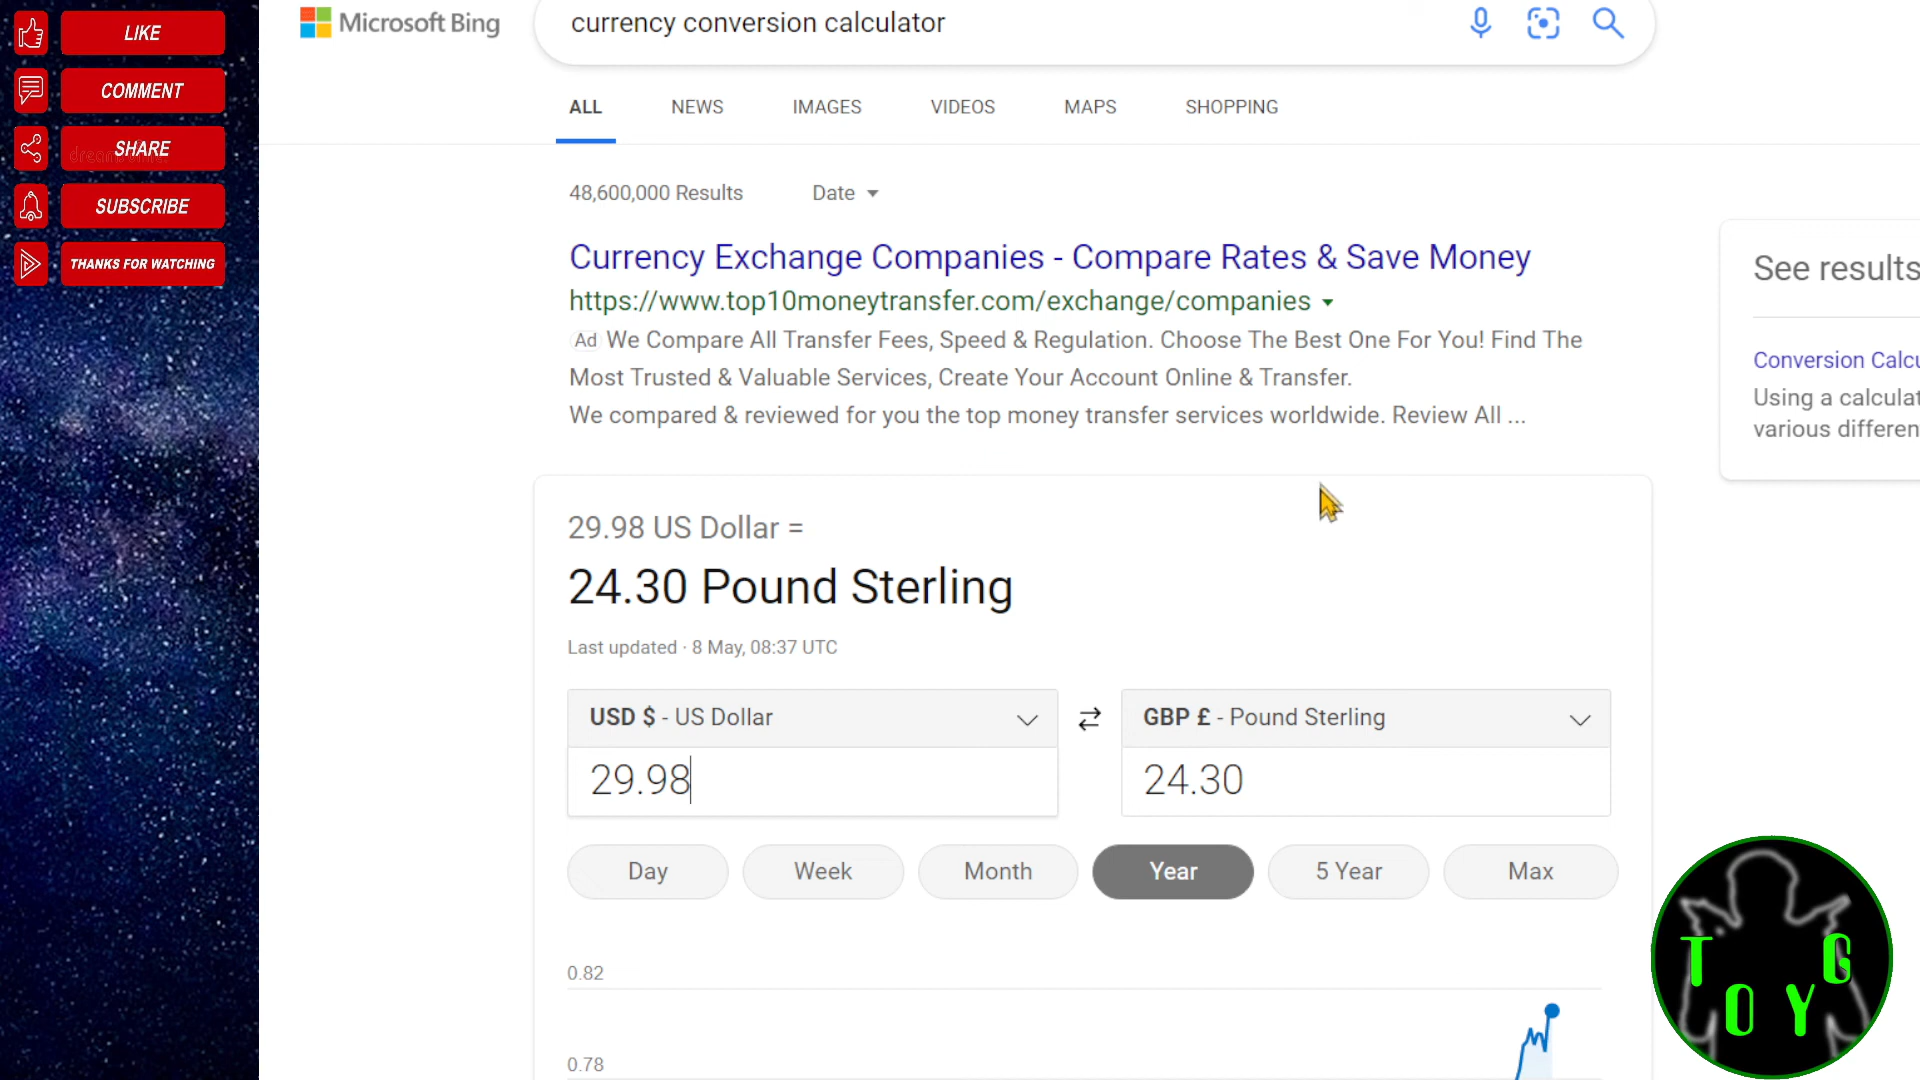 LIKE
COMMENT
SHARE
SUBSCRIBE
THANKS FOR WATCHING
Microsoft Bing
currency conversion calculator
ALL NEWS IMAGES VIDEOS MAPS SHOPPING
48,600,000 Results Date
Currency Exchange Companies - Compare Rates & Save Money
https://www.top10moneytransfer.com/exchange/companies
Ad We Compare All Transfer Fees, Speed & Regulation. Choose The Best One For You! Find The
Most Trusted & Valuable Services, Create Your Account Online & Transfer.
We compared & reviewed for you the top money transfer services worldwide. Review All ...
See results
Conversion Calcu
Using a calculat
various differen
29.98 US Dollar =
24.30 Pound Sterling
Last updated · 8 May, 08:37 UTC
USD $ - US Dollar
GBP £ - Pound Sterling
29.98
24.30
Day Week Month Year 5 Year Max
0.82
0.78
TOYG